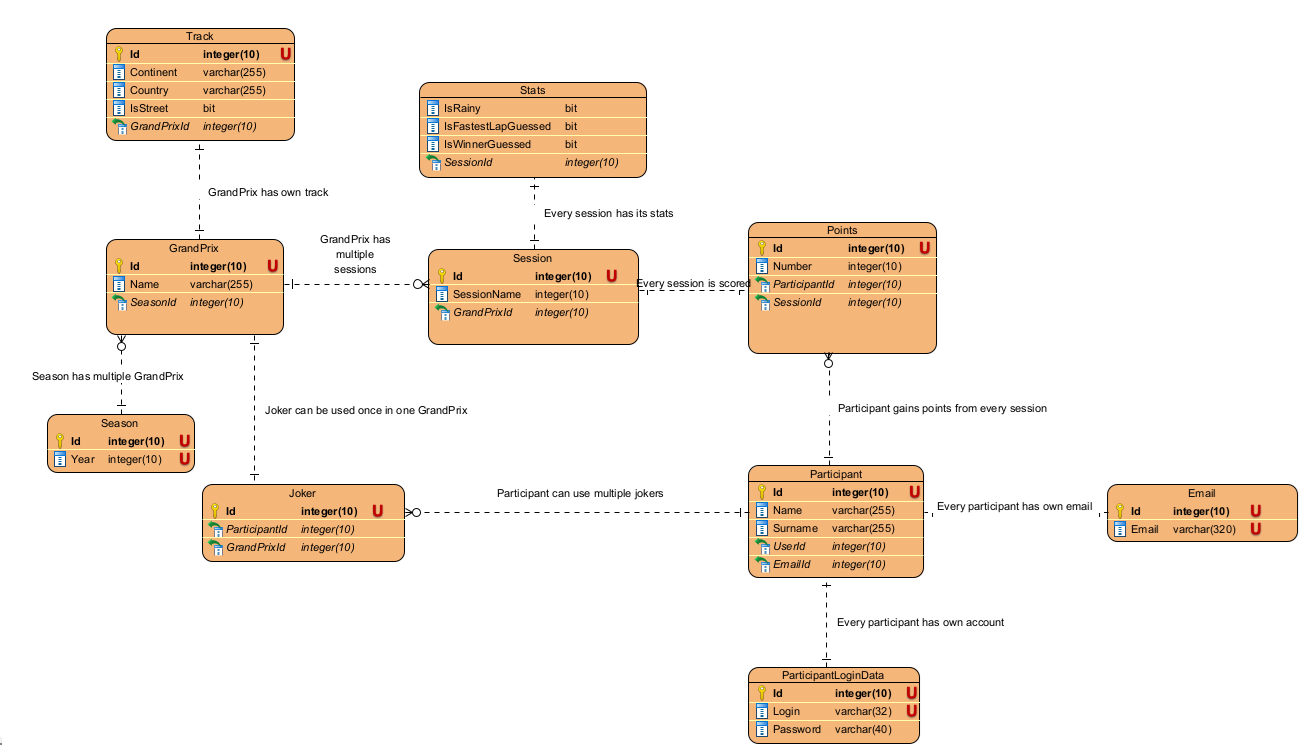 Track
Id integer(10) U
Continent varchar(255)
Country varchar(255)
IsStreet bit
GrandPrixId integer(10)
Stats
IsRainy bit
IsFastestLapGuessed bit
IsWinnerGuessed bit
SessionId integer(10)
GrandPrix has own track
Every session has its stats
GrandPrix
Id integer(10) U
Name varchar(255)
SeasonId integer(10)
GrandPrix has
multiple
sessions
Session
Id integer(10) U
SessionName integer(10)
GrandPrixId integer(10)
Every session is scored
Points
Id integer(10) U
Number integer(10)
ParticipantId integer(10)
SessionId integer(10)
Season has multiple GrandPrix
Joker can be used once in one GrandPrix
Participant gains points from every session
Season
Id integer(10) U
Year integer(10) U
Joker
Id integer(10) U
ParticipantId integer(10)
GrandPrixId integer(10)
Participant can use multiple jokers
Participant
Id integer(10) U
Name varchar(255)
Surname varchar(255)
UserId integer(10)
EmailId integer(10)
Every participant has own email
Email
Id integer(10) U
Email varchar(320) U
Every participant has own account
ParticipantLoginData
Id integer(10) U
Login varchar(32) U
Password varchar(40)